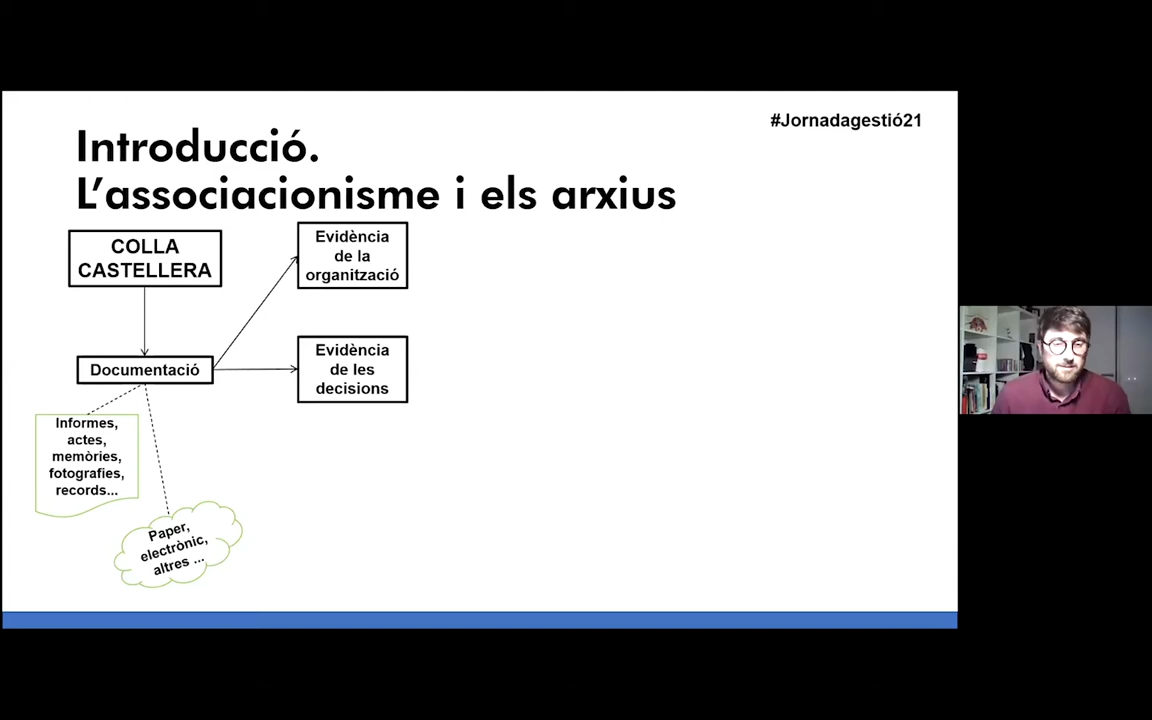 #Jornadagestió21
Introducció.
L'associacionisme i els arxius
COLLA
CASTELLERA
Evidència
de la
organització
Documentació
Evidència
de les
decisions
Informes,
actes,
memòries,
fotografies,
records...
Paper,
electrònic,
altres ...